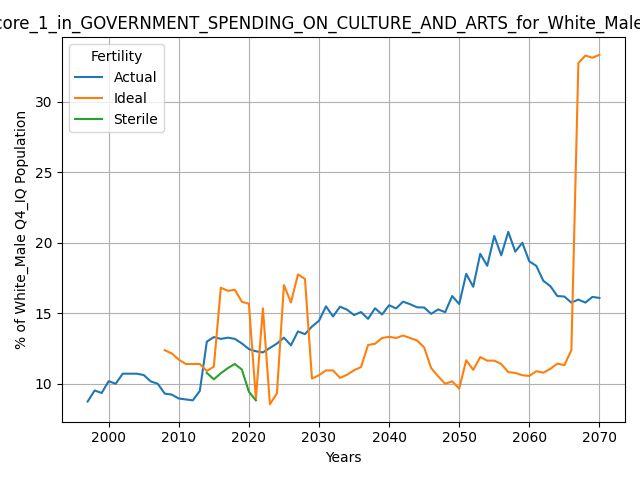 core_1_in_GOVERNMENT_SPENDING_ON_CULTURE_AND_ARTS_for_White_Male
Fertility
Actual
Ideal
Sterile
% of White_Male Q4_IQ Population
30
25
20
15
10
2000 2010 2020 2030 2040 2050 2060 2070
Years